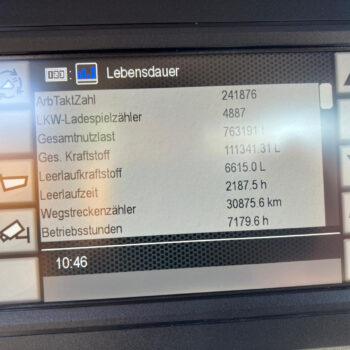 Lebensdauer
ArbTaktZahl 241876
LKW-Ladespielzähler 4887
Gesamtnutzlast 763191
Ges. Kraftstoff 111341.31 L
Leerlaufkraftstoff 6615.0 L
Leerlaufzeit 2187.5 h
Wegstreckenzähler 30875.6 km
Betriebsstunden 7179.6 h
10:46